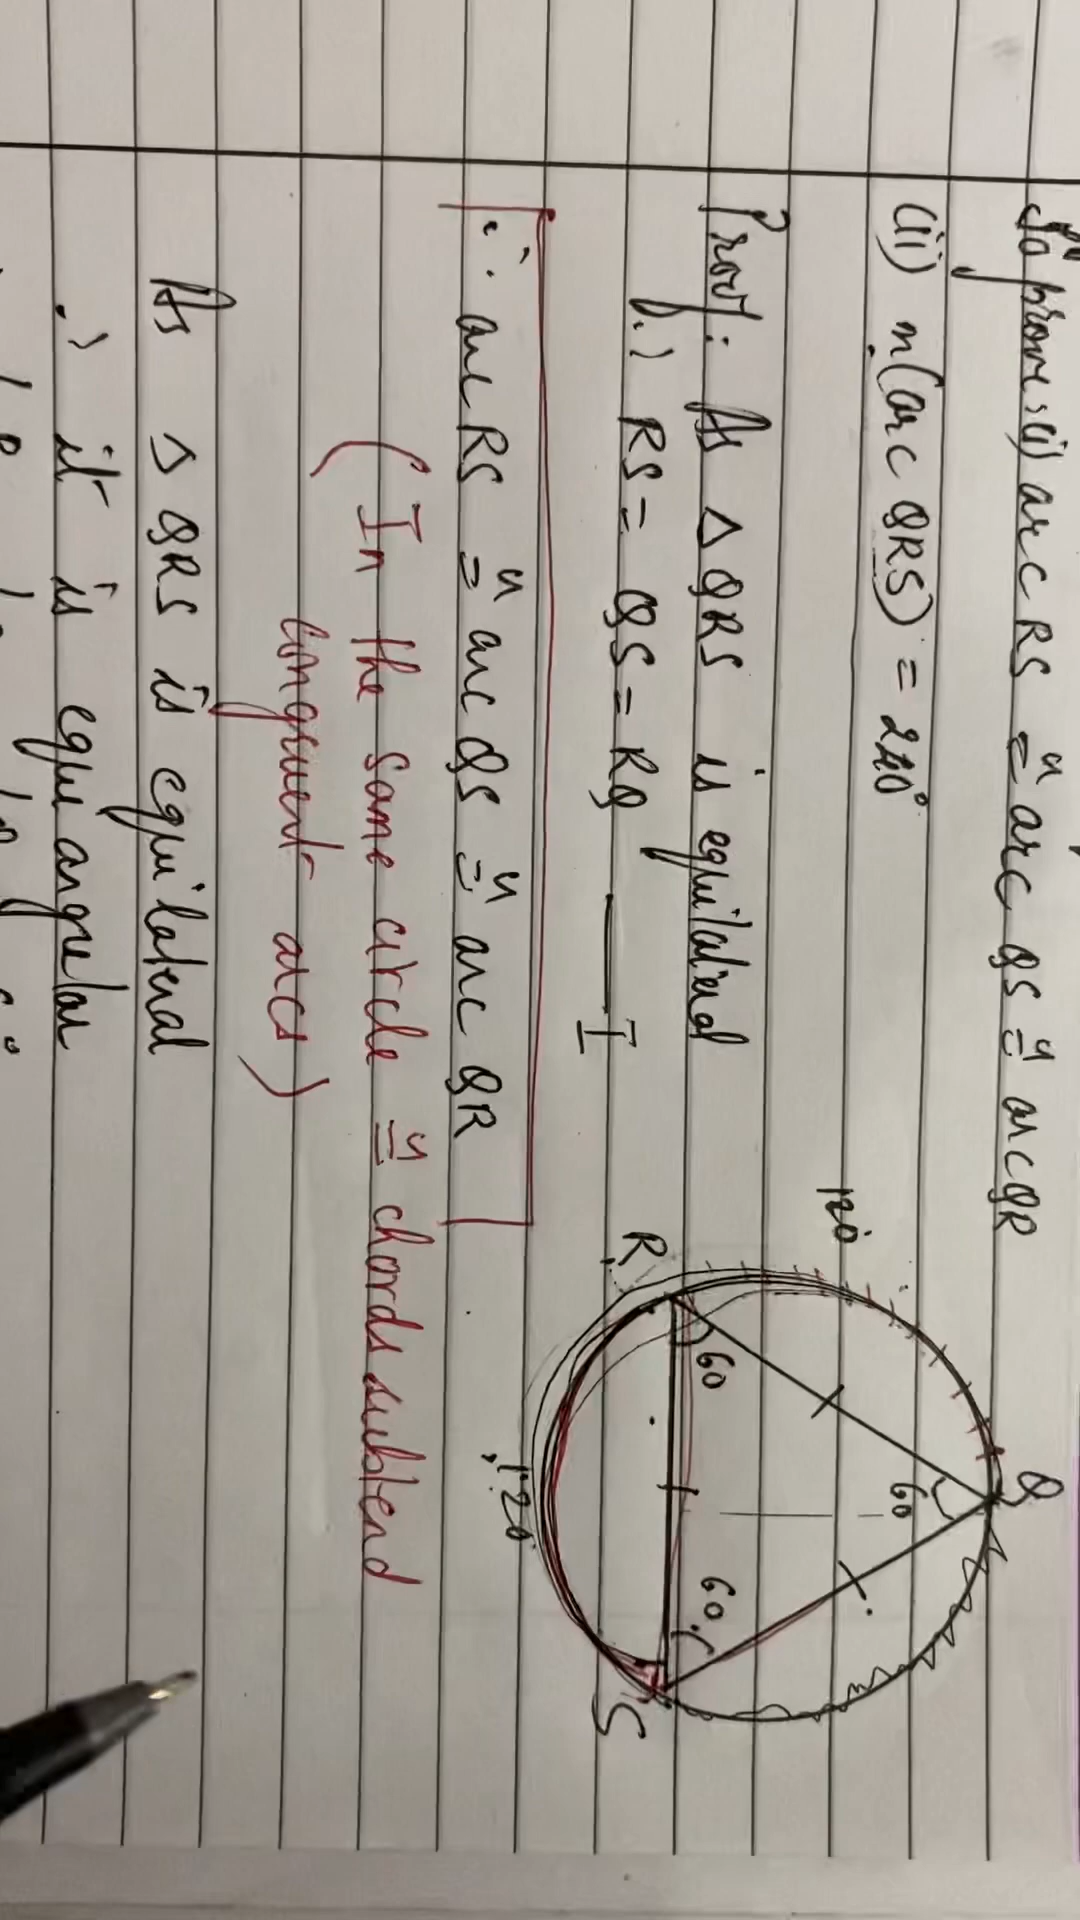 To prove: (i) arc RS ≅ arc QS ≅ arc QR
(ii) m(arc QRS) = 240°
Proof: As △ QRS is equilateral
∴ RS = QS = RQ — I
∴ arc RS ≅ arc QS ≅ arc QR
(In the same circle ≅ chords subtend
congruent arcs)
As △ QRS is equilateral
∴ it is equiangular
Q
60
120
R
60
60
S
120